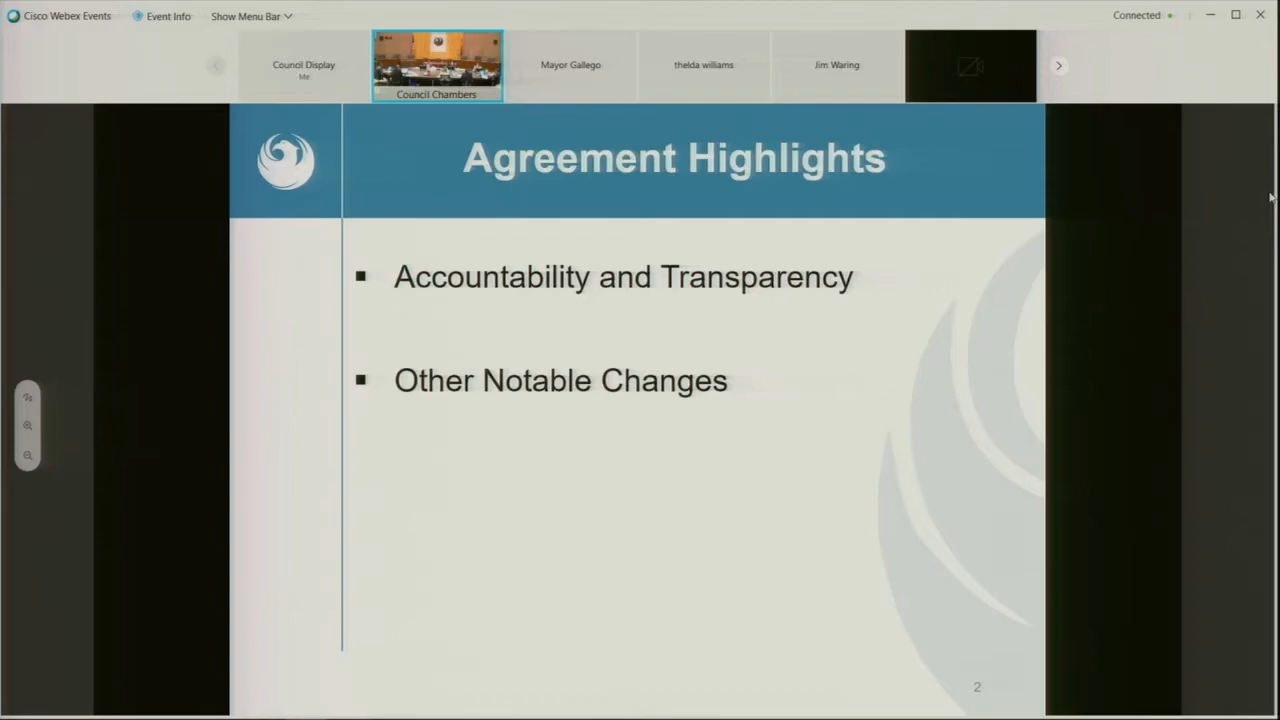 Cisco Webex Events
Event Info
Show Menu Bar
Connected
Council Display
Me
Council Chambers
Mayor Gallego
thelda williams
Jim Waring
Agreement Highlights
▪ Accountability and Transparency
▪ Other Notable Changes
2